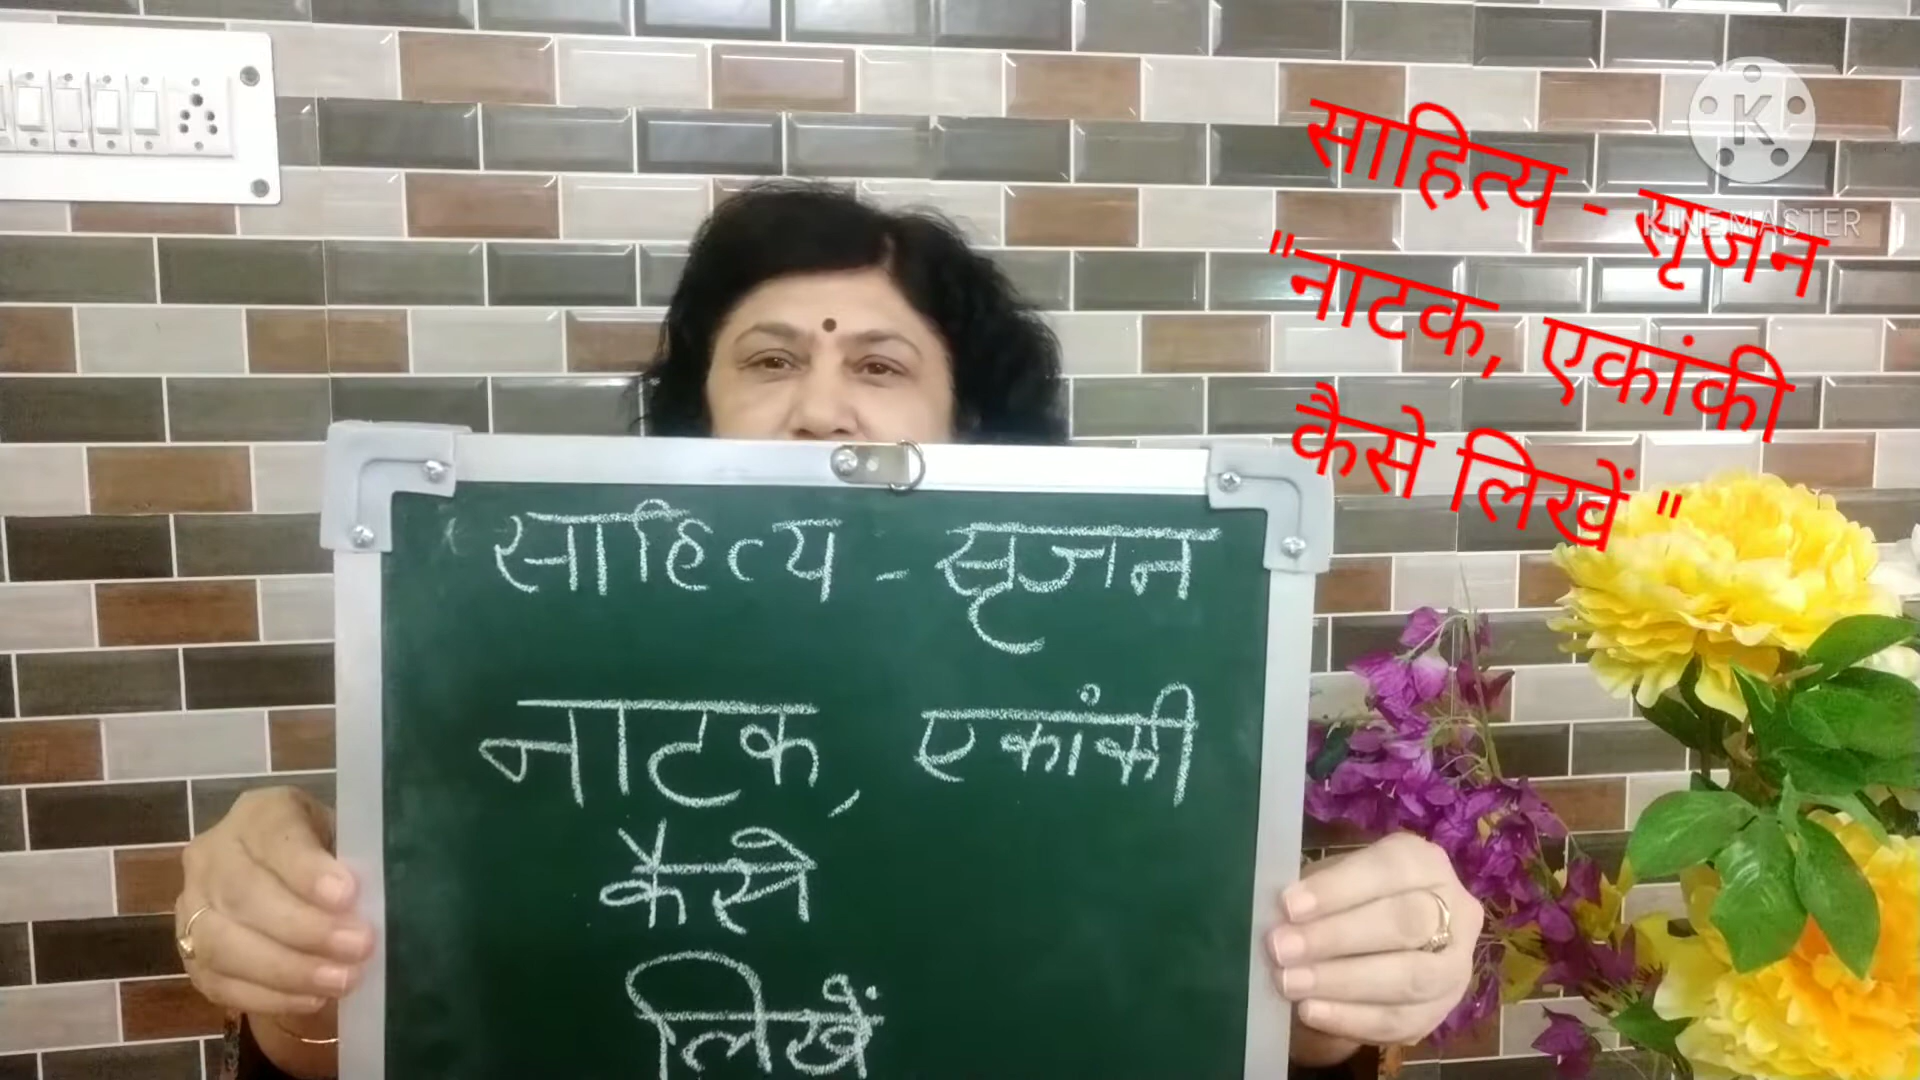 साहित्य - सृजन
"नाटक, एकांकी
कैसे लिखें "
K
KINEMASTER
साहित्य - सृजन
नाटक, एकांकी
कैसे
लिखें